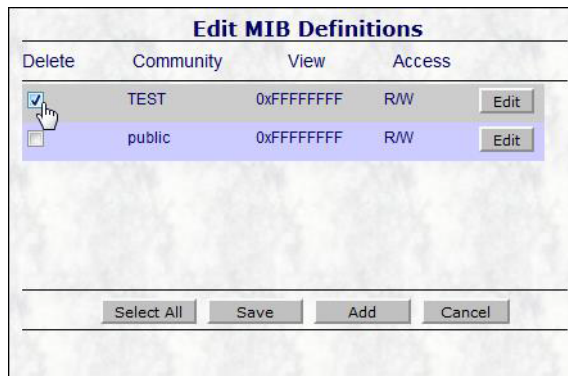 Edit MIB Definitions
Delete Community View Access
TEST 0xFFFFFFFF R/W Edit
public 0xFFFFFFFF R/W Edit
Select All Save Add Cancel